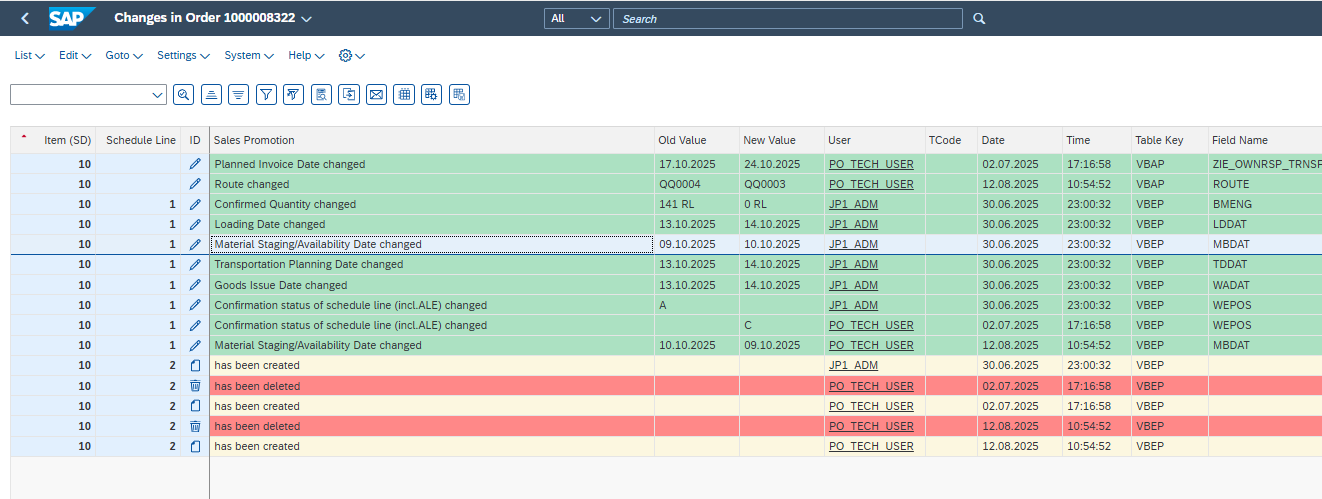 SAP Changes in Order 1000008322 All Search
List Edit Goto Settings System Help
Item (SD) Schedule Line ID Sales Promotion Old Value New Value User TCode Date Time Table Key Field Name
10 Planned Invoice Date changed 17.10.2025 24.10.2025 PO_TECH_USER 02.07.2025 17:16:58 VBAP ZIE_OWNRSP_TRNSF
10 Route changed QQ0004 QQ0003 PO_TECH_USER 12.08.2025 10:54:52 VBAP ROUTE
10 1 Confirmed Quantity changed 141 RL 0 RL JP1_ADM 30.06.2025 23:00:32 VBEP BMENG
10 1 Loading Date changed 13.10.2025 14.10.2025 JP1_ADM 30.06.2025 23:00:32 VBEP LDDAT
10 1 Material Staging/Availability Date changed 09.10.2025 10.10.2025 JP1_ADM 30.06.2025 23:00:32 VBEP MBDAT
10 1 Transportation Planning Date changed 13.10.2025 14.10.2025 JP1_ADM 30.06.2025 23:00:32 VBEP TDDAT
10 1 Goods Issue Date changed 13.10.2025 14.10.2025 JP1_ADM 30.06.2025 23:00:32 VBEP WADAT
10 1 Confirmation status of schedule line (incl.ALE) changed A JP1_ADM 30.06.2025 23:00:32 VBEP WEPOS
10 1 Confirmation status of schedule line (incl.ALE) changed C PO_TECH_USER 02.07.2025 17:16:58 VBEP WEPOS
10 1 Material Staging/Availability Date changed 10.10.2025 09.10.2025 PO_TECH_USER 12.08.2025 10:54:52 VBEP MBDAT
10 2 has been created JP1_ADM 30.06.2025 23:00:32 VBEP
10 2 has been deleted PO_TECH_USER 02.07.2025 17:16:58 VBEP
10 2 has been created PO_TECH_USER 02.07.2025 17:16:58 VBEP
10 2 has been deleted PO_TECH_USER 12.08.2025 10:54:52 VBEP
10 2 has been created PO_TECH_USER 12.08.2025 10:54:52 VBEP